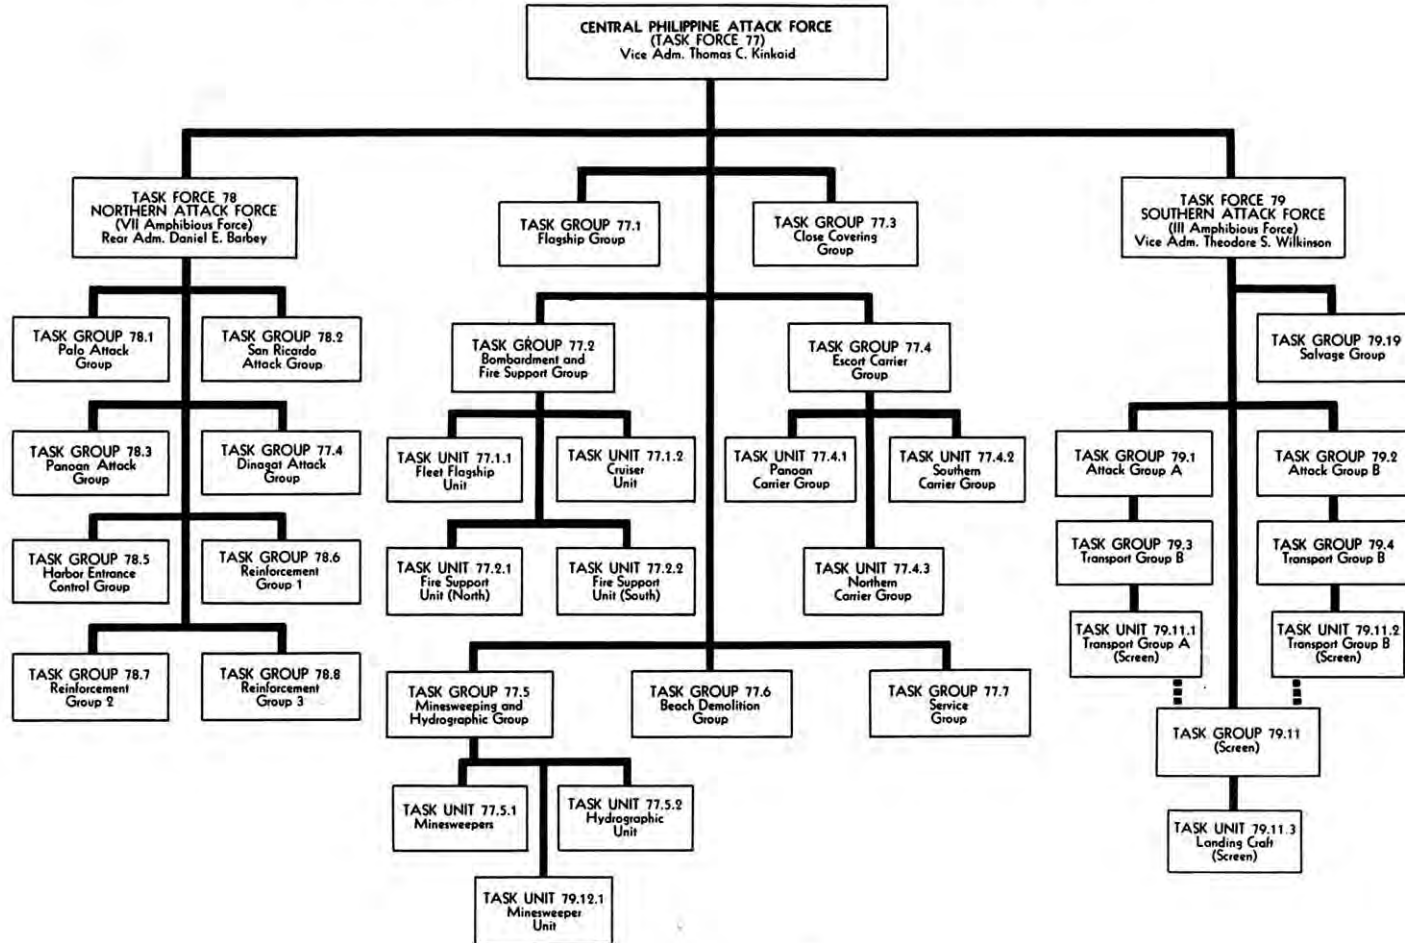 CENTRAL PHILIPPINE ATTACK FORCE
(TASK FORCE 77)
Vice Adm. Thomas C. Kinkaid
TASK FORCE 78
NORTHERN ATTACK FORCE
(VII Amphibious Force)
Rear Adm. Daniel E. Barbey
TASK GROUP 78.1
Palo Attack
Group
TASK GROUP 78.2
San Ricardo
Attack Group
TASK GROUP 78.3
Panoan Attack
Group
TASK GROUP 77.4
Dinagat Attack
Group
TASK GROUP 78.5
Harbor Entrance
Control Group
TASK GROUP 78.6
Reinforcement
Group 1
TASK GROUP 78.7
Reinforcement
Group 2
TASK GROUP 78.8
Reinforcement
Group 3
TASK GROUP 77.1
Flagship Group
TASK GROUP 77.3
Close Covering
Group
TASK GROUP 77.2
Bombardment and
Fire Support Group
TASK GROUP 77.4
Escort Carrier
Group
TASK UNIT 77.1.1
Fleet Flagship
Unit
TASK UNIT 77.1.2
Cruiser
Unit
TASK UNIT 77.2.1
Fire Support
Unit (North)
TASK UNIT 77.2.2
Fire Support
Unit (South)
TASK UNIT 77.4.1
Panoan
Carrier Group
TASK UNIT 77.4.2
Southern
Carrier Group
TASK UNIT 77.4.3
Northern
Carrier Group
TASK GROUP 77.5
Minesweeping and
Hydrographic Group
TASK GROUP 77.6
Beach Demolition
Group
TASK GROUP 77.7
Service
Group
TASK UNIT 77.5.1
Minesweepers
TASK UNIT 77.5.2
Hydrographic
Unit
TASK UNIT 79.12.1
Minesweeper
Unit
TASK FORCE 79
SOUTHERN ATTACK FORCE
(III Amphibious Force)
Vice Adm. Theodore S. Wilkinson
TASK GROUP 79.19
Salvage Group
TASK GROUP 79.1
Attack Group A
TASK GROUP 79.2
Attack Group B
TASK GROUP 79.3
Transport Group B
TASK GROUP 79.4
Transport Group B
TASK UNIT 79.11.1
Transport Group A
(Screen)
TASK UNIT 79.11.2
Transport Group B
(Screen)
TASK GROUP 79.11
(Screen)
TASK UNIT 79.11.3
Landing Craft
(Screen)